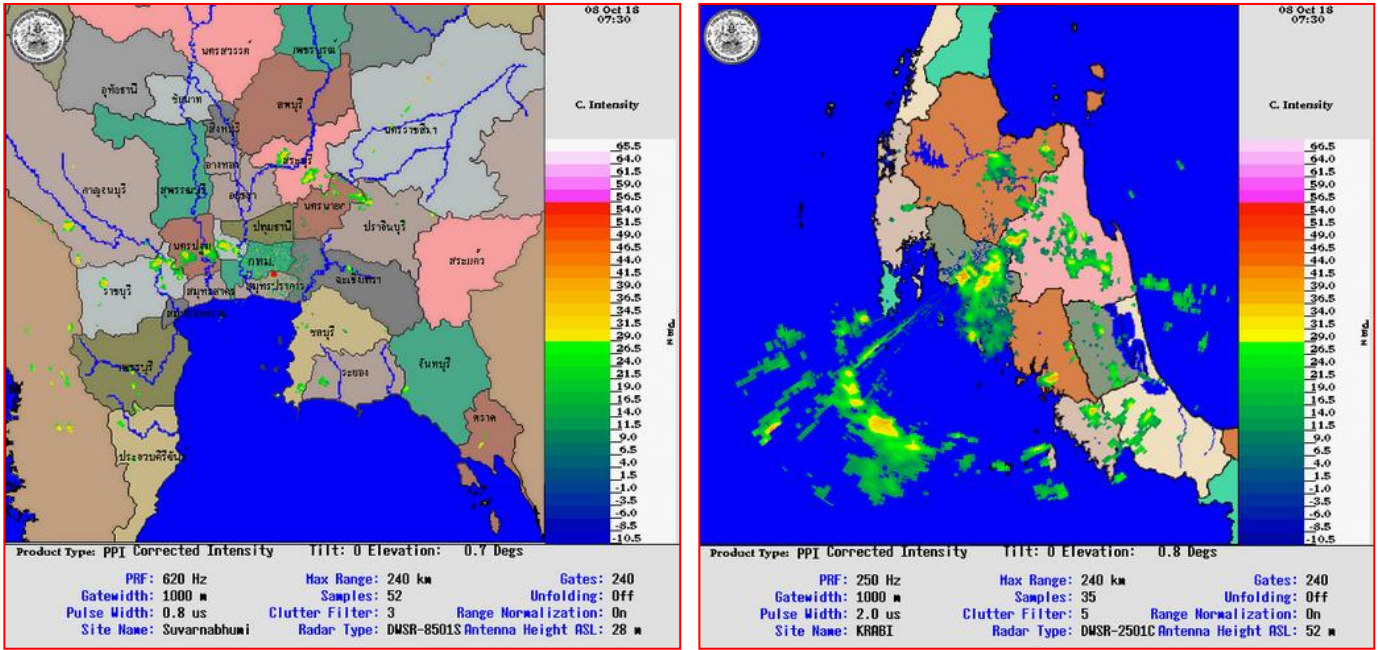 08 Oct 18
07:30
C. Intensity
65.5
64.0
61.5
59.0
56.5
54.0
51.5
49.0
46.5
44.0
41.5
39.0
36.5
34.0
31.5
29.0
26.5
24.0
21.5
19.0
16.5
14.0
11.5
9.0
6.5
4.0
1.5
-1.0
-3.5
-6.0
-8.5
-10.5
นครสวรรค์
เพชรบูรณ์
อุทัยธานี
ชัยนาท
ลพบุรี
สิงห์บุรี
นครราชสีมา
อ่างทอง
สระบุรี
กาญจนบุรี
สุพรรณบุรี
อยุธยา
นครนายก
ปทุมธานี
ปราจีนบุรี
นครปฐม
กทม.
สระแก้ว
ราชบุรี
สมุทรสาคร
สมุทรปราการ
ฉะเชิงเทรา
ชลบุรี
เพชรบุรี
ระยอง
จันทบุรี
ตราด
ประจวบคีรีขันธ์
Product Type: PPI Corrected Intensity Tilt: 0 Elevation: 0.7 Degs
PRF: 620 Hz Max Range: 240 km Gates: 240
Gatewidth: 1000 m Samples: 52 Unfolding: Off
Pulse Width: 0.8 us Clutter Filter: 3 Range Normalization: On
Site Name: Suvarnabhumi Radar Type: DWSR-8501S Antenna Height ASL: 28 m
08 Oct 18
07:30
C. Intensity
66.5
64.0
61.5
59.0
56.5
54.0
51.5
49.0
46.5
44.0
41.5
39.0
36.5
34.0
31.5
29.0
26.5
24.0
21.5
19.0
16.5
14.0
11.5
9.0
6.5
4.0
1.5
-1.0
-3.5
-6.0
-8.5
-10.5
Product Type: PPI Corrected Intensity Tilt: 0 Elevation: 0.8 Degs
PRF: 250 Hz Max Range: 240 km Gates: 240
Gatewidth: 1000 m Samples: 35 Unfolding: Off
Pulse Width: 2.0 us Clutter Filter: 5 Range Normalization: On
Site Name: KRABI Radar Type: DWSR-2501C Antenna Height ASL: 52 m